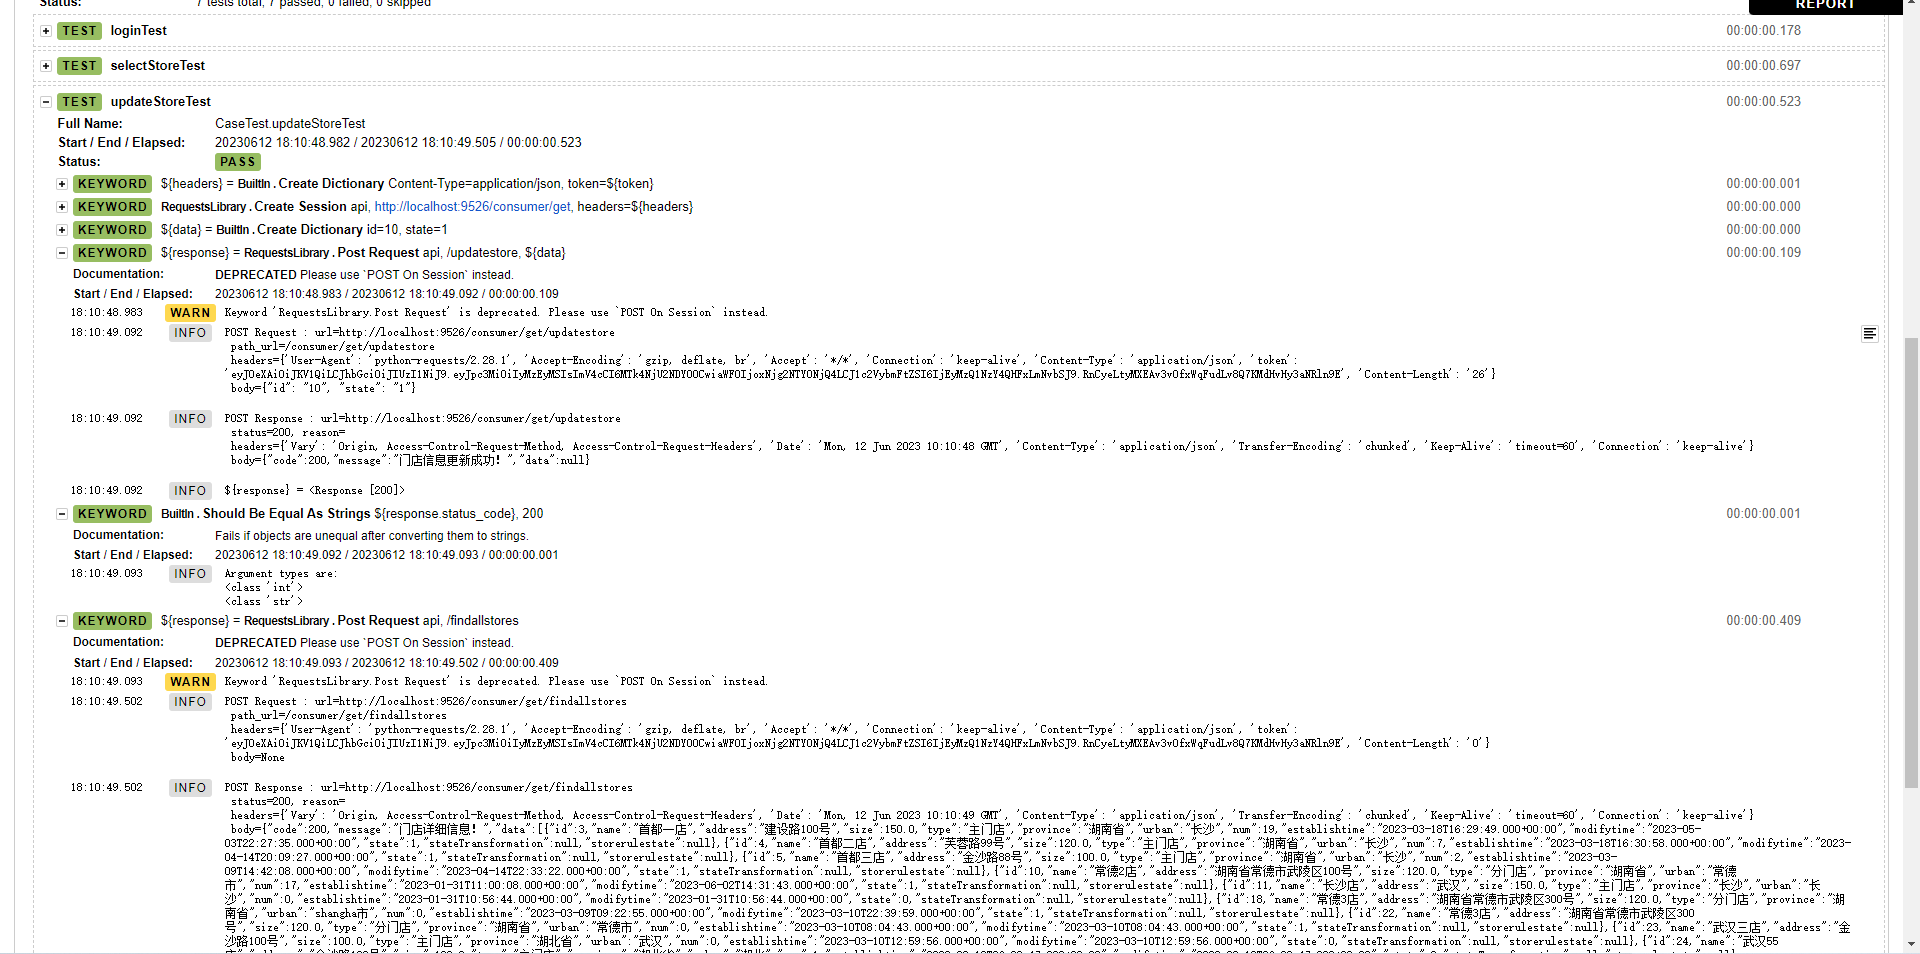 Status: 7 tests total, 7 passed, 0 failed, 0 skipped
REPORT
TEST loginTest 00:00:00.178
TEST selectStoreTest 00:00:00.697
TEST updateStoreTest 00:00:00.523
Full Name: CaseTest.updateStoreTest
Start / End / Elapsed: 20230612 18:10:48.982 / 20230612 18:10:49.505 / 00:00:00.523
Status: PASS
KEYWORD ${headers} = BuiltIn . Create Dictionary Content-Type=application/json, token=${token} 00:00:00.001
KEYWORD RequestsLibrary . Create Session api, http://localhost:9526/consumer/get, headers=${headers} 00:00:00.000
KEYWORD ${data} = BuiltIn . Create Dictionary id=10, state=1 00:00:00.000
KEYWORD ${response} = RequestsLibrary . Post Request api, /updatestore, ${data} 00:00:00.109
Documentation: DEPRECATED Please use `POST On Session` instead.
Start / End / Elapsed: 20230612 18:10:48.983 / 20230612 18:10:49.092 / 00:00:00.109
18:10:48.983 WARN Keyword 'RequestsLibrary.Post Request' is deprecated. Please use `POST On Session` instead.
18:10:49.092 INFO POST Request : url=http://localhost:9526/consumer/get/updatestore
path_url=/consumer/get/updatestore
headers={'User-Agent': 'python-requests/2.28.1', 'Accept-Encoding': 'gzip, deflate, br', 'Accept': '*/*', 'Connection': 'keep-alive', 'Content-Type': 'application/json', 'token':
'Content-Length': '26'}
body={"id": "10", "state": "1"}
18:10:49.092 INFO POST Response : url=http://localhost:9526/consumer/get/updatestore
status=200, reason=
headers={'Vary': 'Origin, Access-Control-Request-Method, Access-Control-Request-Headers', 'Date': 'Mon, 12 Jun 2023 10:10:48 GMT', 'Content-Type': 'application/json', 'Transfer-Encoding': 'chunked', 'Keep-Alive': 'timeout=60', 'Connection': 'keep-alive'}
body={"code":200,"message":"门店信息更新成功！","data":null}
18:10:49.092 INFO ${response} = <Response [200]>
KEYWORD BuiltIn . Should Be Equal As Strings ${response.status_code}, 200 00:00:00.001
Documentation: Fails if objects are unequal after converting them to strings.
Start / End / Elapsed: 20230612 18:10:49.092 / 20230612 18:10:49.093 / 00:00:00.001
18:10:49.093 INFO Argument types are:
<class 'int'>
<class 'str'>
KEYWORD ${response} = RequestsLibrary . Post Request api, /findallstores 00:00:00.409
Documentation: DEPRECATED Please use `POST On Session` instead.
Start / End / Elapsed: 20230612 18:10:49.093 / 20230612 18:10:49.502 / 00:00:00.409
18:10:49.093 WARN Keyword 'RequestsLibrary.Post Request' is deprecated. Please use `POST On Session` instead.
18:10:49.502 INFO POST Request : url=http://localhost:9526/consumer/get/findallstores
path_url=/consumer/get/findallstores
headers={'User-Agent': 'python-requests/2.28.1', 'Accept-Encoding': 'gzip, deflate, br', 'Accept': '*/*', 'Connection': 'keep-alive', 'Content-Type': 'application/json', 'token':
'Content-Length': '0'}
body=None
18:10:49.502 INFO POST Response : url=http://localhost:9526/consumer/get/findallstores
status=200, reason=
headers={'Vary': 'Origin, Access-Control-Request-Method, Access-Control-Request-Headers', 'Date': 'Mon, 12 Jun 2023 10:10:49 GMT', 'Content-Type': 'application/json', 'Transfer-Encoding': 'chunked', 'Keep-Alive': 'timeout=60', 'Connection': 'keep-alive'}
body={"code":200,"message":"门店详细信息！","data":[{"id":3,"name":"首都一店","address":"建设路100号","size":150.0,"type":"主门店","province":"湖南省","urban":"长沙","num":19,"establishtime":"2023-03-18T16:29:49.000+00:00","modifytime":"2023-05-
03T22:27:35.000+00:00","state":1,"stateTransformation":null,"storerulestate":null},{"id":4,"name":"首都二店","address":"芙蓉路99号","size":120.0,"type":"主门店","province":"湖南省","urban":"长沙","num":7,"establishtime":"2023-03-18T16:30:58.000+00:00","modifytime":"2023-
04-14T20:09:27.000+00:00","state":1,"stateTransformation":null,"storerulestate":null},{"id":5,"name":"首都三店","address":"金沙路88号","size":100.0,"type":"主门店","province":"湖南省","urban":"长沙","num":2,"establishtime":"2023-03-
09T14:42:08.000+00:00","modifytime":"2023-04-14T22:33:22.000+00:00","state":1,"stateTransformation":null,"storerulestate":null},{"id":10,"name":"常德2店","address":"湖南省常德市武陵区100号","size":120.0,"type":"分门店","province":"湖南省","urban":"常德
市","num":17,"establishtime":"2023-01-31T11:00:08.000+00:00","modifytime":"2023-06-02T14:31:43.000+00:00","state":1,"stateTransformation":null,"storerulestate":null},{"id":11,"name":"长沙店","address":"武汉","size":150.0,"type":"主门店","province":"长沙","urban":"长
沙","num":0,"establishtime":"2023-01-31T10:56:44.000+00:00","modifytime":"2023-01-31T10:56:44.000+00:00","state":0,"stateTransformation":null,"storerulestate":null},{"id":18,"name":"常德3店","address":"湖南省常德市武陵区300号","size":120.0,"type":"分门店","province":"湖
南省","urban":"shangha市","num":0,"establishtime":"2023-03-09T09:22:55.000+00:00","modifytime":"2023-03-10T22:39:59.000+00:00","state":1,"stateTransformation":null,"storerulestate":null},{"id":22,"name":"常德3店","address":"湖南省常德市武陵区300
号","size":120.0,"type":"分门店","province":"湖南省","urban":"常德市","num":0,"establishtime":"2023-03-10T08:04:43.000+00:00","modifytime":"2023-03-10T08:04:43.000+00:00","state":1,"stateTransformation":null,"storerulestate":null},{"id":23,"name":"武汉三店","address":"金
沙路100号","size":100.0,"type":"主门店","province":"湖北省","urban":"武汉","num":0,"establishtime":"2023-03-10T12:59:56.000+00:00","modifytime":"2023-03-10T12:59:56.000+00:00","state":0,"stateTransformation":null,"storerulestate":null},{"id":24,"name":"武汉55